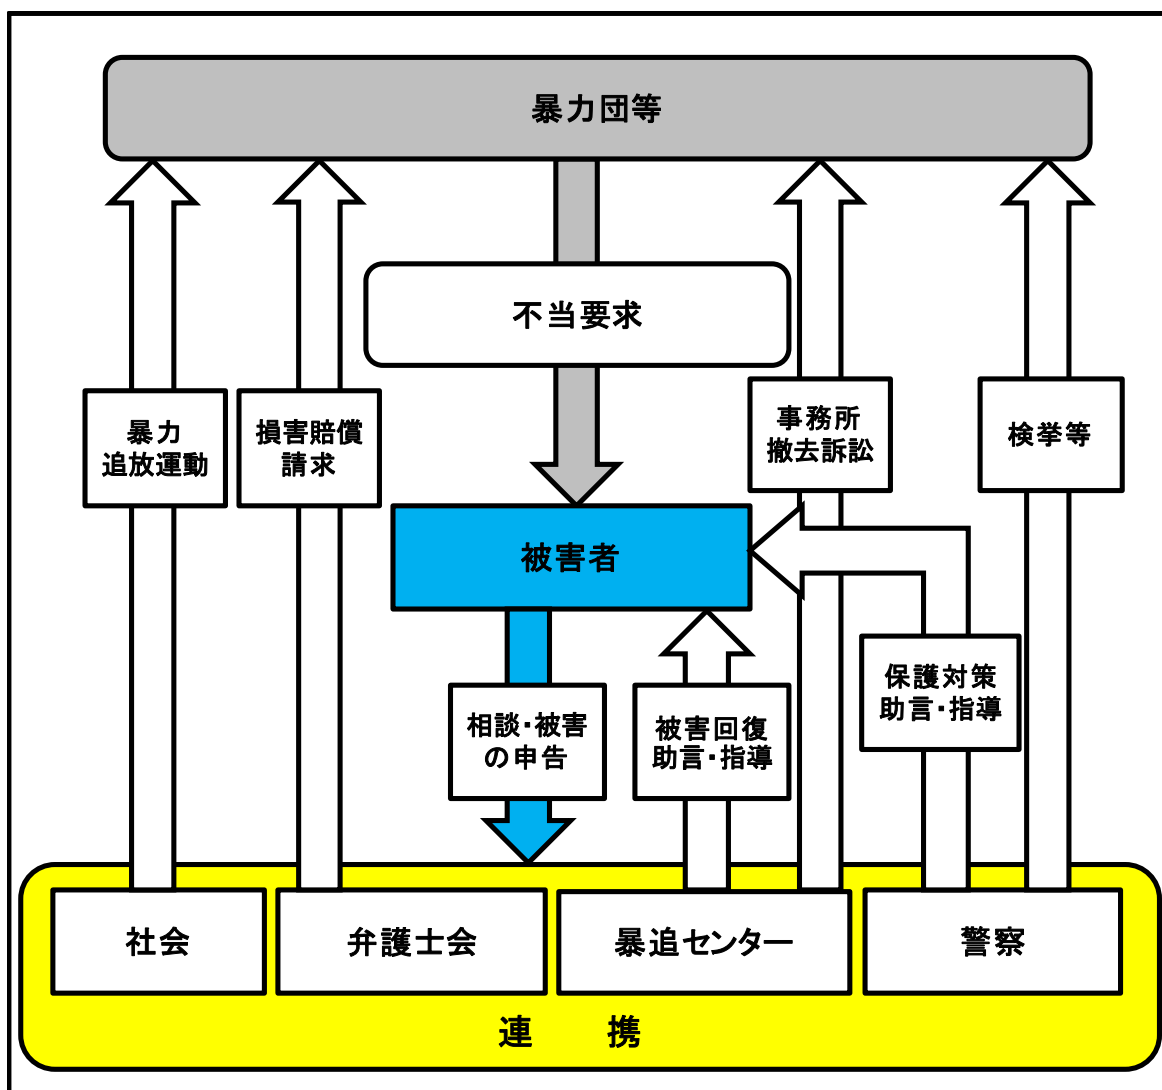 暴力団等
不当要求
暴力
追放運動
損害賠償
請求
事務所
撤去訴訟
検挙等
被害者
保護対策
助言・指導
相談・被害
の申告
被害回復
助言・指導
社会
弁護士会
暴追センター
警察
連　携